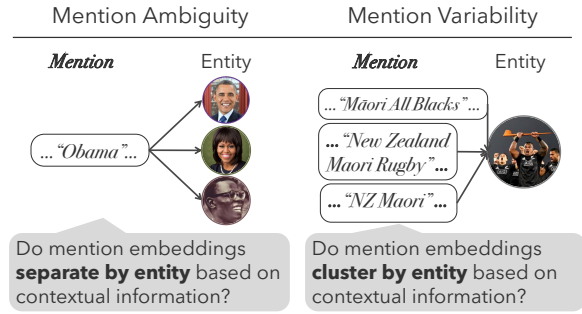 Mention Ambiguity
Mention Entity
..."Obama"...
Do mention embeddings
separate by entity based on
contextual information?
Mention Variability
Mention Entity
..."Māori All Blacks"...
..."New Zealand
Maori Rugby"...
..."NZ Maori"...
Do mention embeddings
cluster by entity based on
contextual information?